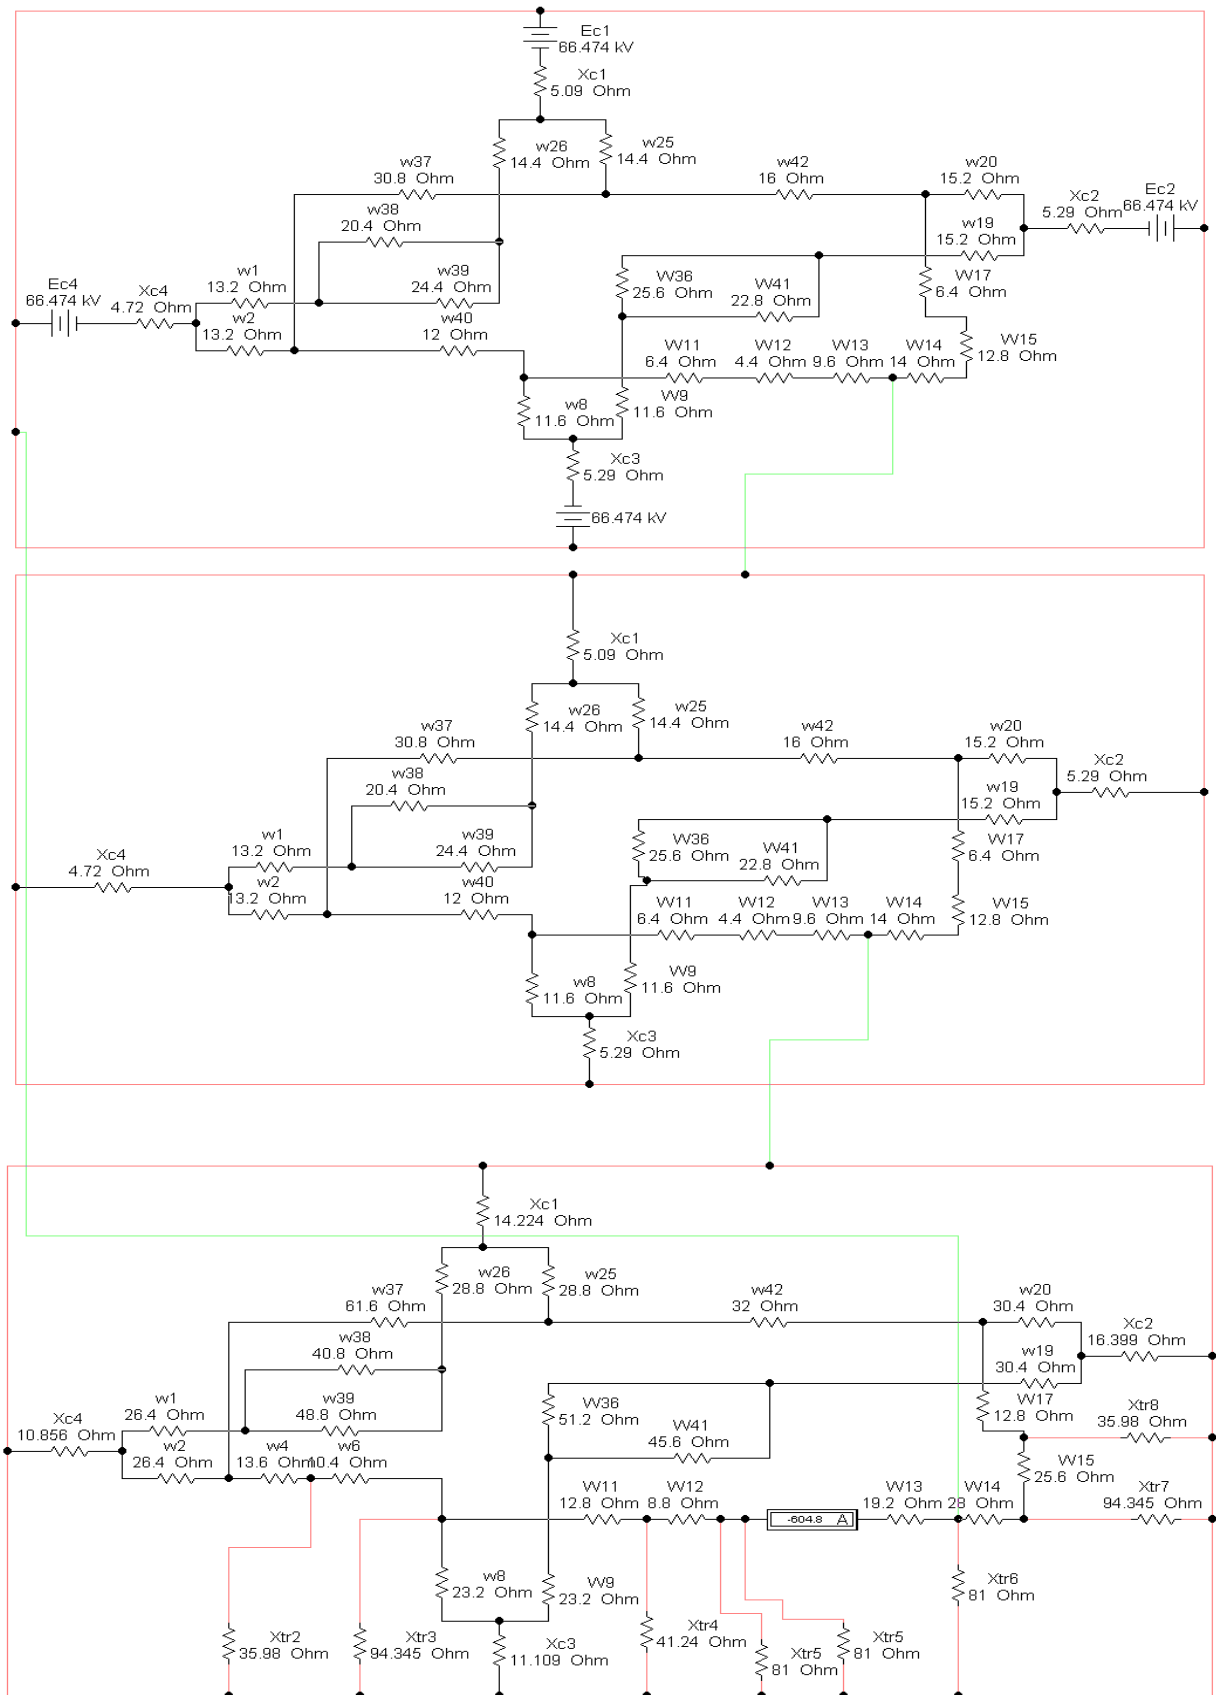 Ec1
66.474 kV
Xc1
5.09 Ohm
w26
14.4 Ohm
w25
14.4 Ohm
w37
30.8 Ohm
w42
16 Ohm
w20
15.2 Ohm
Xc2
5.29 Ohm
Ec2
66.474 kV
w38
20.4 Ohm
w19
15.2 Ohm
Ec4
66.474 kV
Xc4
4.72 Ohm
w1
13.2 Ohm
w39
24.4 Ohm
W36
25.6 Ohm
W41
22.8 Ohm
W17
6.4 Ohm
w2
13.2 Ohm
w40
12 Ohm
W11
6.4 Ohm
W12
4.4 Ohm
W13
9.6 Ohm
W14
14 Ohm
W15
12.8 Ohm
w8
11.6 Ohm
W9
11.6 Ohm
Xc3
5.29 Ohm
66.474 kV
Xc1
5.09 Ohm
w26
14.4 Ohm
w25
14.4 Ohm
w37
30.8 Ohm
w42
16 Ohm
w20
15.2 Ohm
Xc2
5.29 Ohm
w38
20.4 Ohm
w19
15.2 Ohm
Xc4
4.72 Ohm
w1
13.2 Ohm
w39
24.4 Ohm
W36
25.6 Ohm
W41
22.8 Ohm
W17
6.4 Ohm
w2
13.2 Ohm
w40
12 Ohm
W11
6.4 Ohm
W12
4.4 Ohm
W13
9.6 Ohm
W14
14 Ohm
W15
12.8 Ohm
w8
11.6 Ohm
W9
11.6 Ohm
Xc3
5.29 Ohm
Xc1
14.224 Ohm
w26
28.8 Ohm
w25
28.8 Ohm
w37
61.6 Ohm
w42
32 Ohm
w20
30.4 Ohm
Xc2
16.399 Ohm
w38
40.8 Ohm
w19
30.4 Ohm
Xc4
10.856 Ohm
w1
26.4 Ohm
w39
48.8 Ohm
W36
51.2 Ohm
W41
45.6 Ohm
W17
12.8 Ohm
Xtr8
35.98 Ohm
w2
26.4 Ohm
w4
13.6 Ohm
w6
10.4 Ohm
W11
12.8 Ohm
W12
8.8 Ohm
-604.8 A
W13
19.2 Ohm
W14
28 Ohm
W15
25.6 Ohm
Xtr7
94.345 Ohm
w8
23.2 Ohm
W9
23.2 Ohm
Xtr6
81 Ohm
Xtr2
35.98 Ohm
Xtr3
94.345 Ohm
Xc3
11.109 Ohm
Xtr4
41.24 Ohm
Xtr5
81 Ohm
Xtr5
81 Ohm